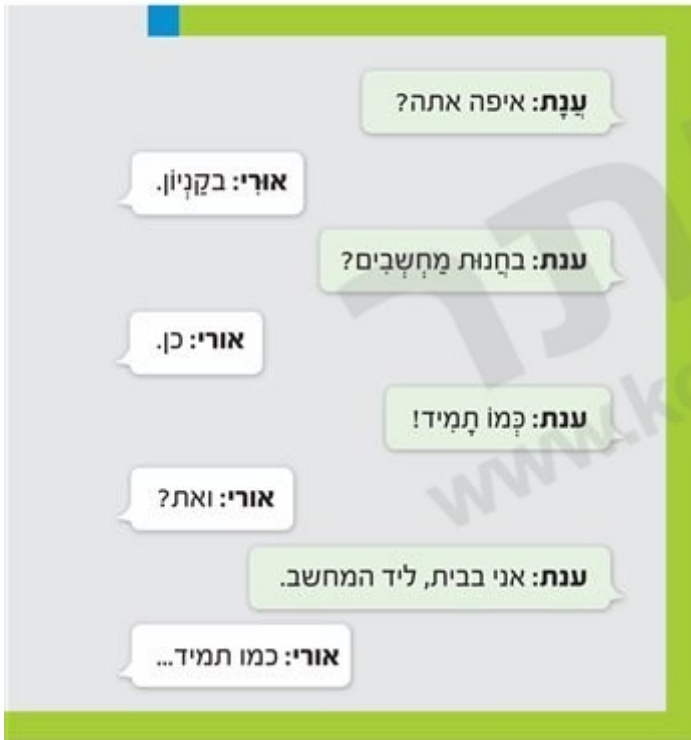 עֲנָת: איפה אתה?
אוּרִי: בקַנְיוֹן.
ענת: בחֲנוּת מַחְשְׁבִים?
אורי: כן.
ענת: כְּמוֹ תָמִיד!
אורי: ואת?
ענת: אני בבית, ליד המחשב.
אורי: כמו תמיד...